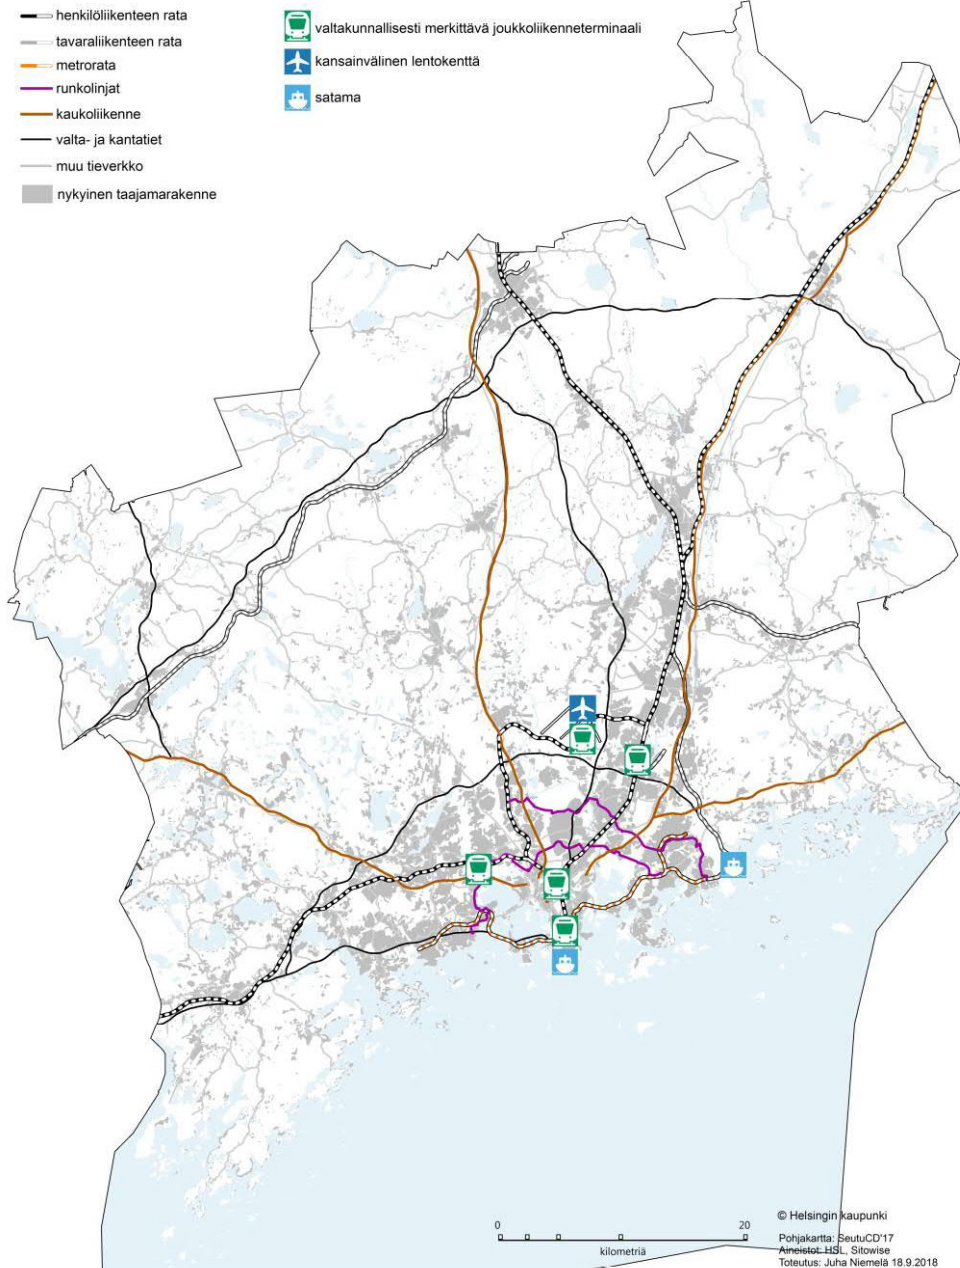 henkilöliikenteen rata
tavaraliikenteen rata
metrorata
runkolinjat
kaukoliikenne
valta- ja kantatiet
muu tieverkko
nykyinen taajamarakenne
valtakunnallisesti merkittävä joukkoliikenneterminaali
kansainvälinen lentokenttä
satama
0 20
kilometriä
© Helsingin kaupunki
Pohjakartta: SeutuCD'17
Aineistot: HSL, Sitowise
Toteutus: Juha Niemelä 18.9.2018